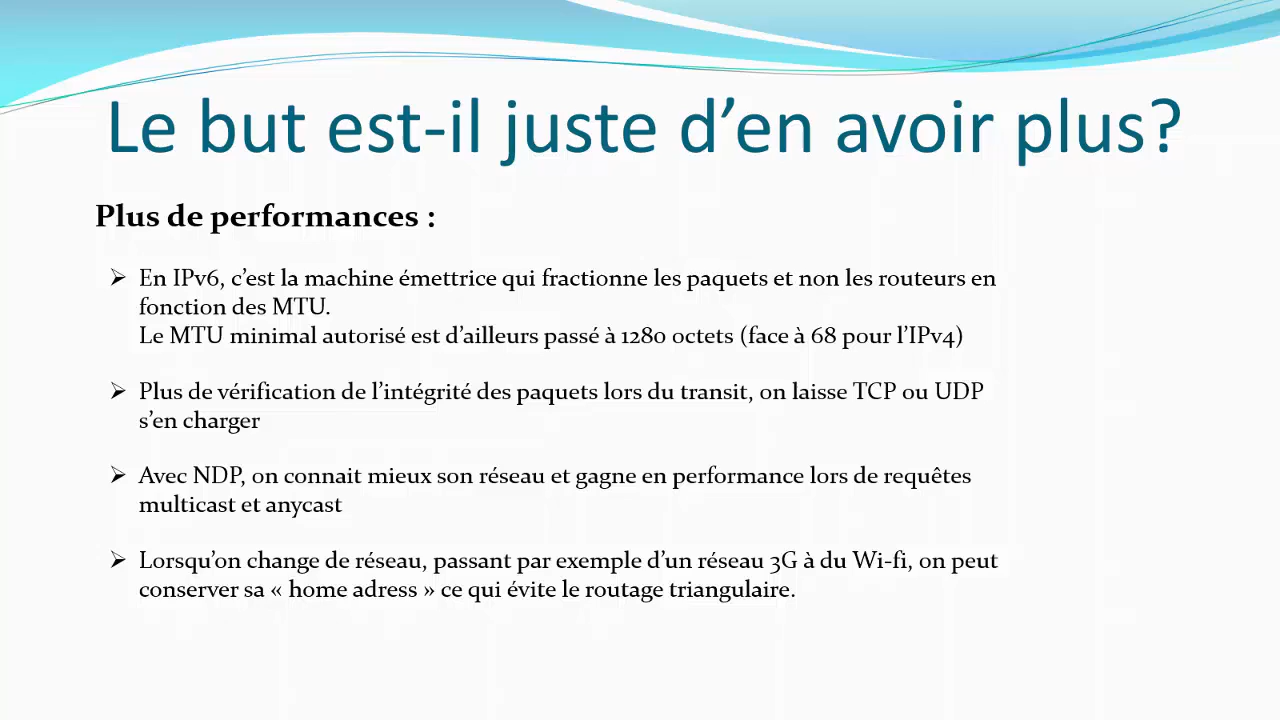 Le but est-il juste d’en avoir plus?
Plus de performances :
➢ En IPv6, c’est la machine émettrice qui fractionne les paquets et non les routeurs en
fonction des MTU.
Le MTU minimal autorisé est d’ailleurs passé à 1280 octets (face à 68 pour l’IPv4)
➢ Plus de vérification de l’intégrité des paquets lors du transit, on laisse TCP ou UDP
s’en charger
➢ Avec NDP, on connait mieux son réseau et gagne en performance lors de requêtes
multicast et anycast
➢ Lorsqu’on change de réseau, passant par exemple d’un réseau 3G à du Wi-fi, on peut
conserver sa « home adress » ce qui évite le routage triangulaire.